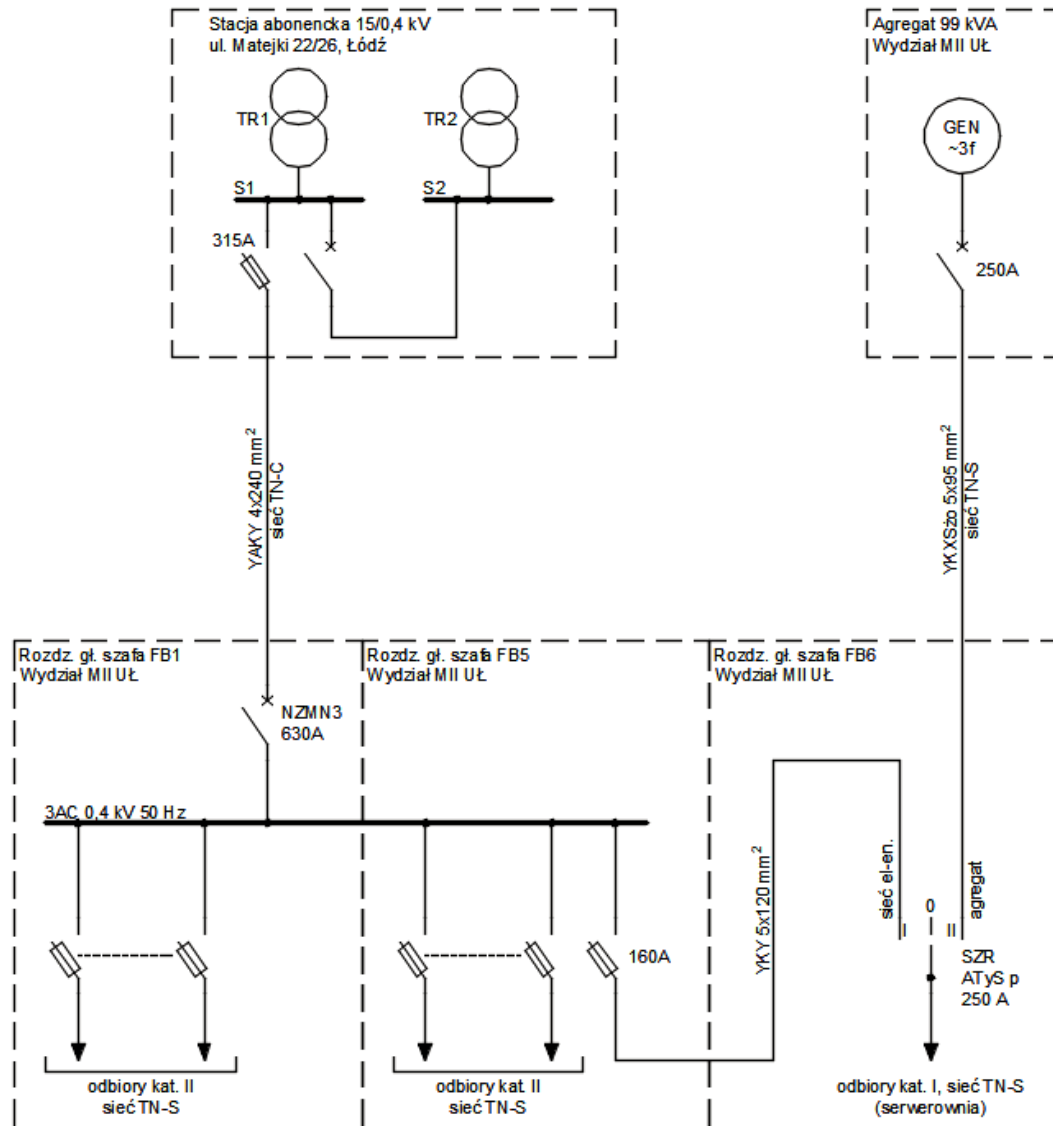 Stacja abonencka 15/0,4 kV
ul. Matejki 22/26, Łódź
TR1
TR2
S1
S2
315A
Agregat 99 kVA
Wydział MII UŁ
GEN
~3f
250A
YAKY 4x240 mm²
sieć TN-C
YKXSżo 5x95 mm²
sieć TN-S
Rozdz. gł. szafa FB1
Wydział MII UŁ
NZMN3
630A
3AC 0,4 kV 50 Hz
odbiory kat. II
sieć TN-S
Rozdz. gł. szafa FB5
Wydział MII UŁ
160A
odbiory kat. II
sieć TN-S
Rozdz. gł. szafa FB6
Wydział MII UŁ
YKY 5x120 mm²
sieć el-en.
agregat
I
0
II
SZR
ATyS p
250 A
odbiory kat. I, sieć TN-S
(serwerownia)